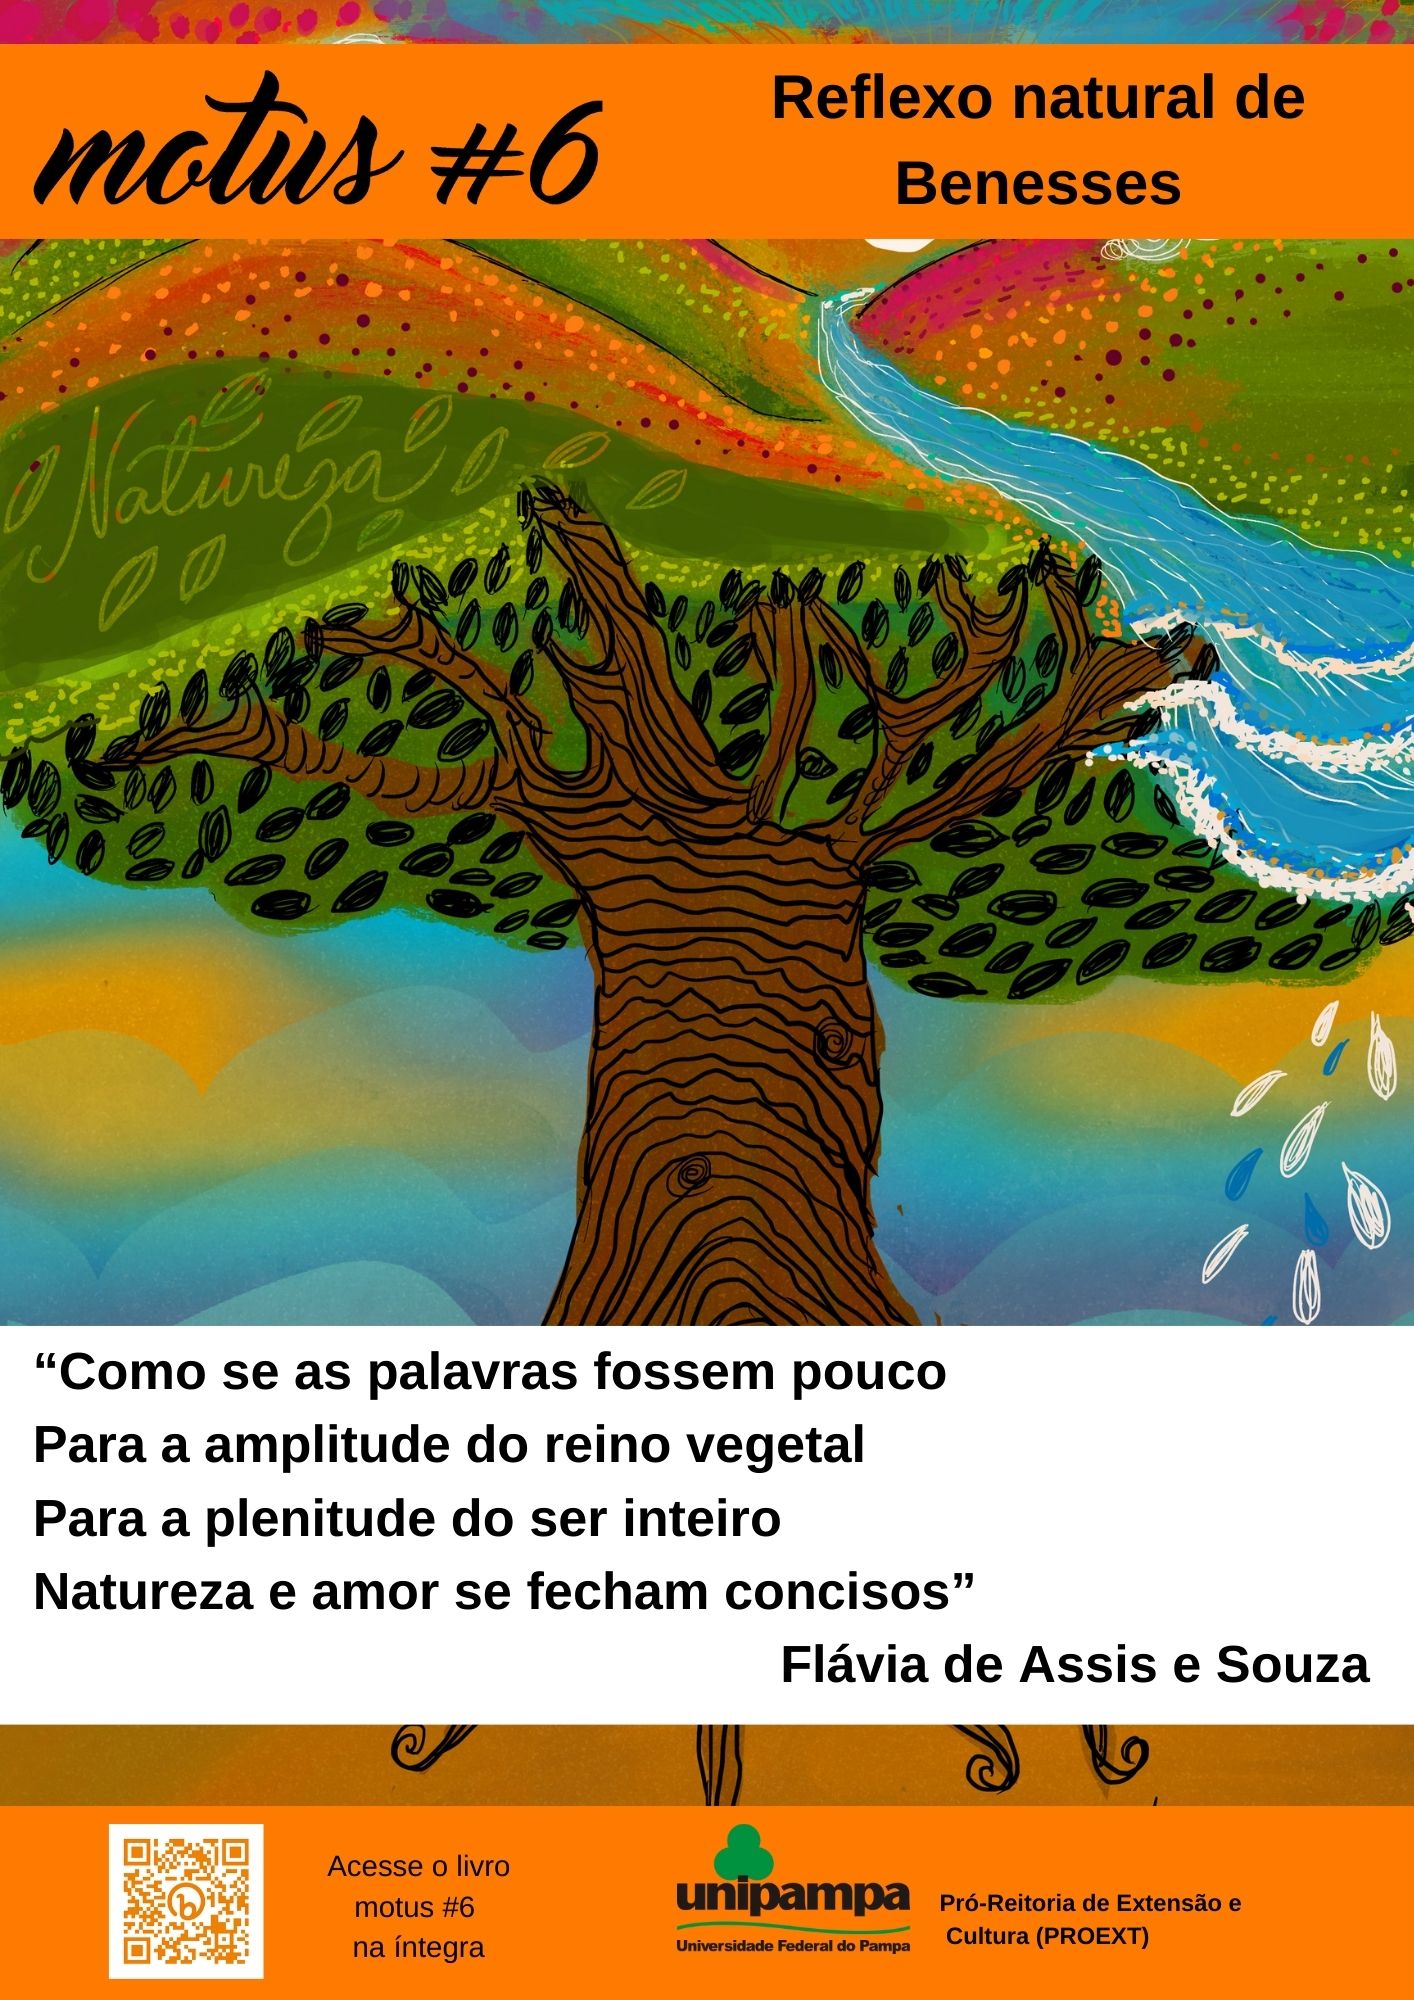 motus #6
Reflexo natural de
Benesses
Natureza
“Como se as palavras fossem pouco
Para a amplitude do reino vegetal
Para a plenitude do ser inteiro
Natureza e amor se fecham concisos”
Flávia de Assis e Souza
Acesse o livro
motus #6
na íntegra
unipampa
Universidade Federal do Pampa
Pró-Reitoria de Extensão e
Cultura (PROEXT)